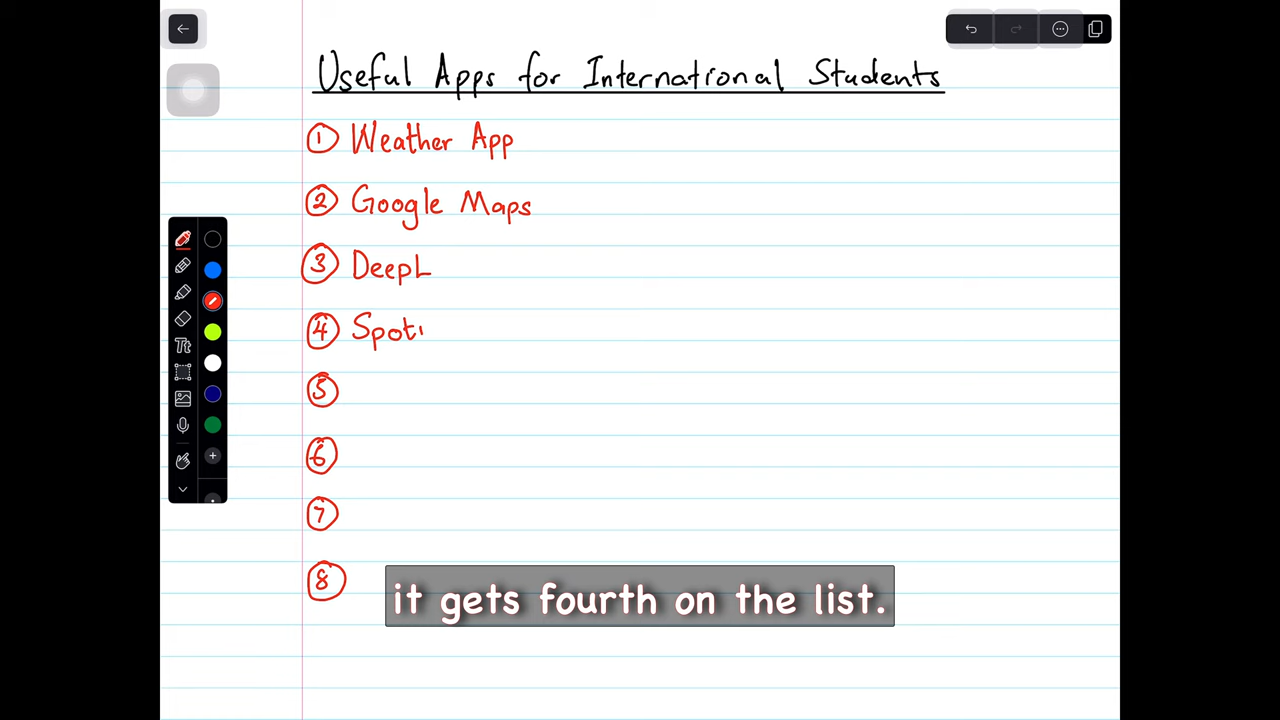 Useful Apps for International Students
① Weather App
② Google Maps
③ DeepL
④ Spoti
⑤
⑥
⑦
⑧
it gets fourth on the list.
Tt